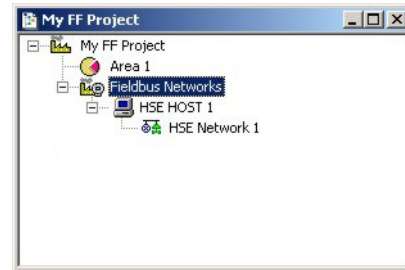 My FF Project
My FF Project
Area 1
Fieldbus Networks
HSE HOST 1
HSE Network 1